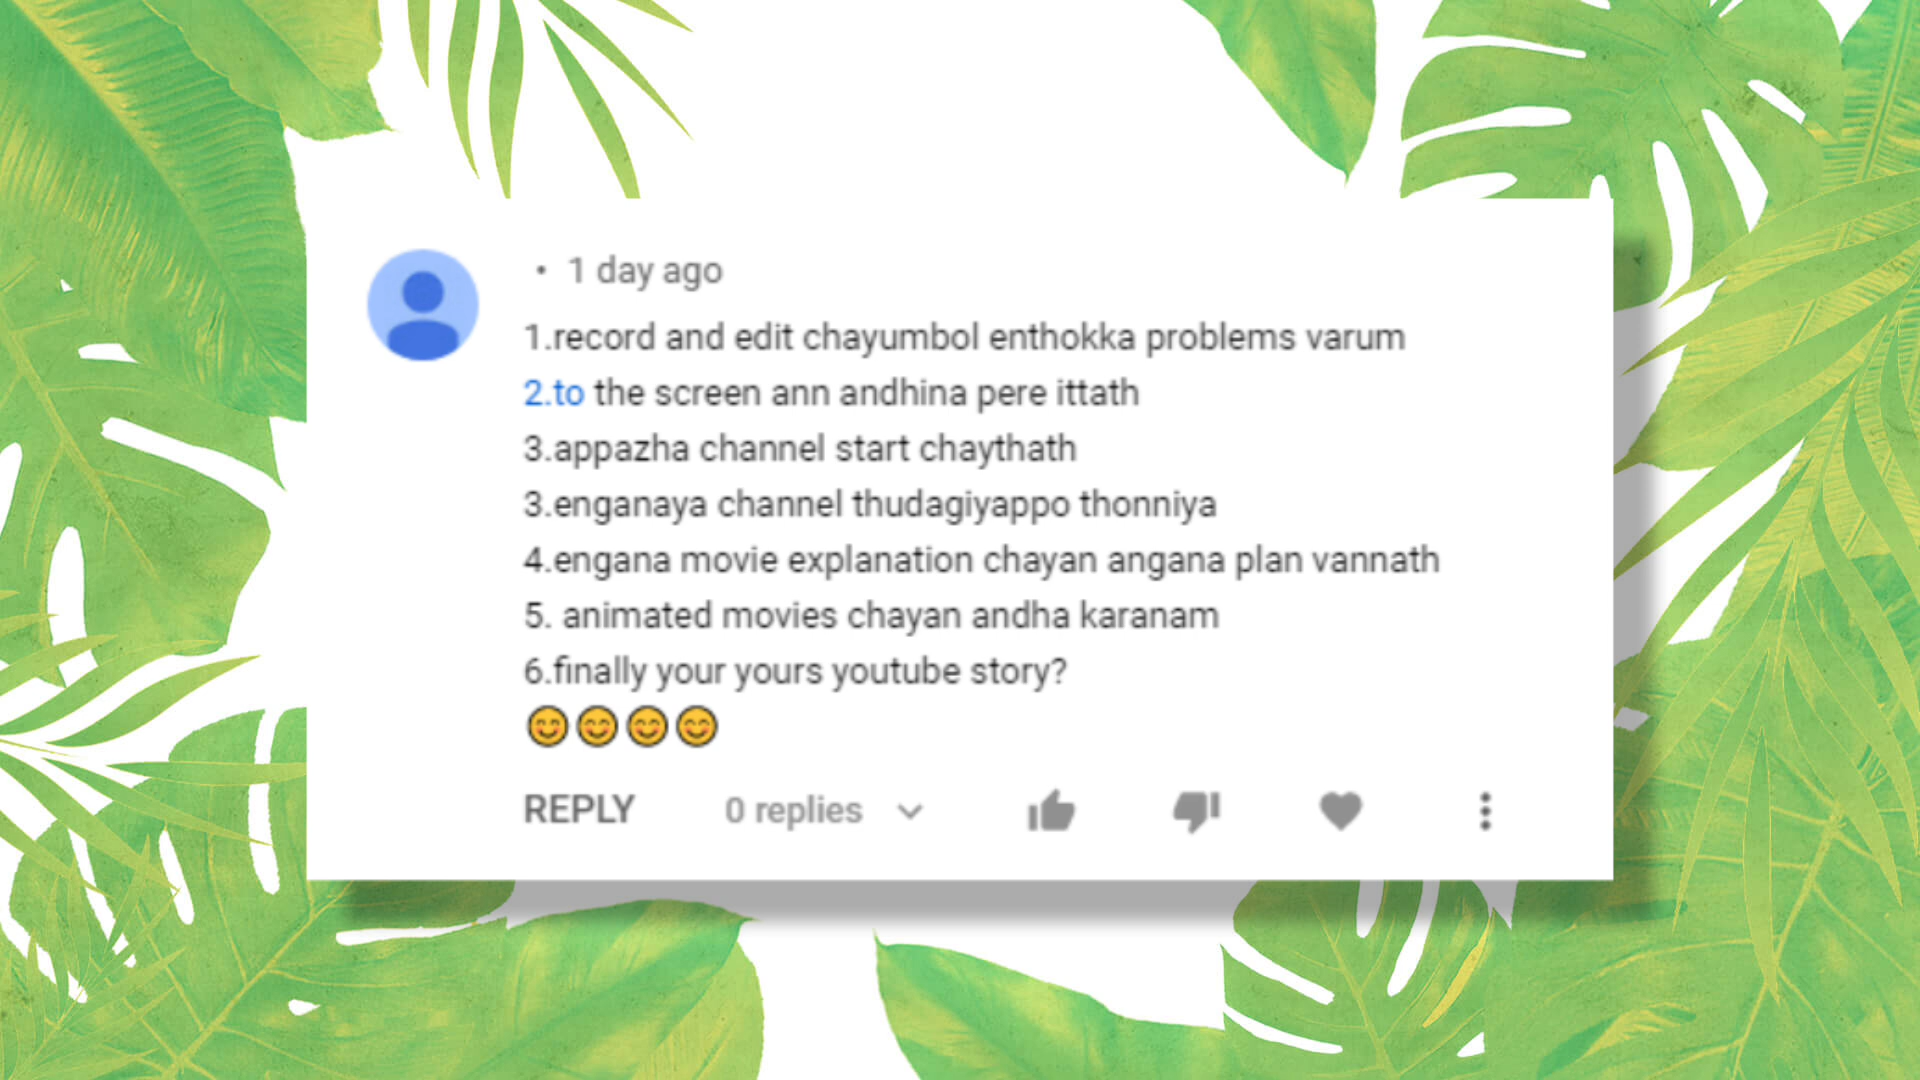 • 1 day ago
1.record and edit chayumbol enthokka problems varum
2.to the screen ann andhina pere ittath
3.appazha channel start chaythath
3.enganaya channel thudagiyappo thonniya
4.engana movie explanation chayan angana plan vannath
5. animated movies chayan andha karanam
6.finally your yours youtube story?
😊😊😊😊
REPLY 0 replies